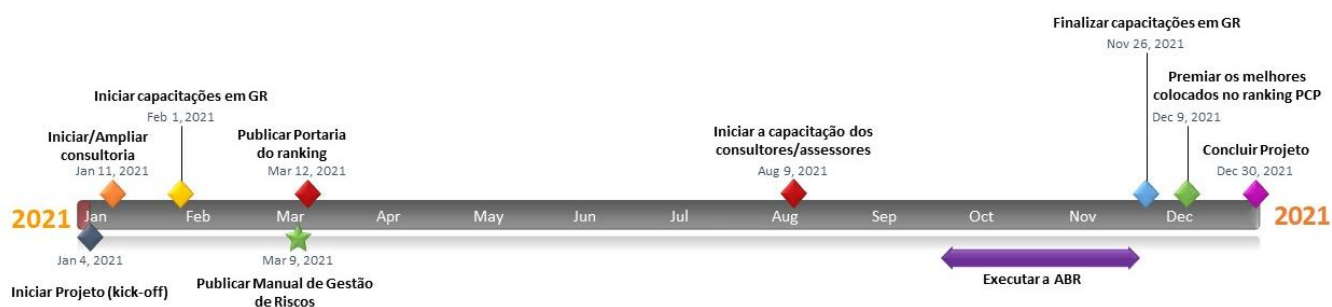 Finalizar capacitações em GR
Nov 26, 2021
Premiar os melhores
colocados no ranking PCP
Dec 9, 2021
Iniciar capacitações em GR
Feb 1, 2021
Iniciar/Ampliar
consultoria
Jan 11, 2021
Publicar Portaria
do ranking
Mar 12, 2021
Iniciar a capacitação dos
consultores/assessores
Aug 9, 2021
Concluir Projeto
Dec 30, 2021
2021 Jan Feb Mar Apr May Jun Jul Aug Sep Oct Nov Dec 2021
Jan 4, 2021
Iniciar Projeto (kick-off)
Mar 9, 2021
Publicar Manual de Gestão
de Riscos
Executar a ABR